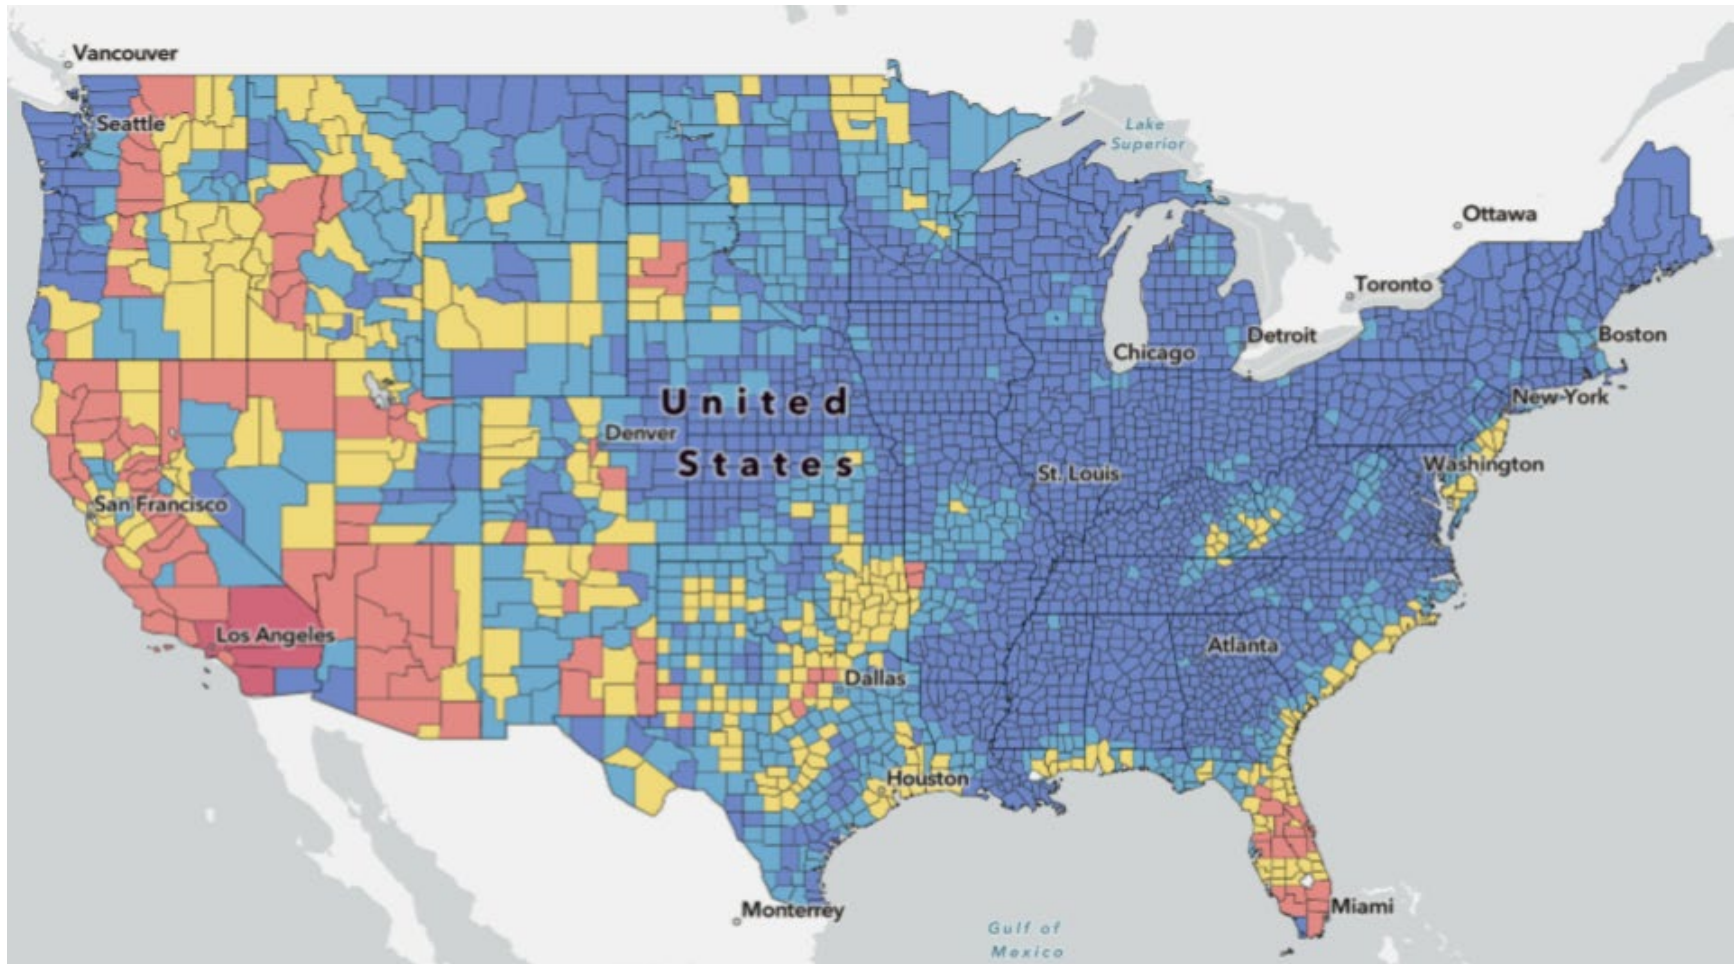 Vancouver
Seattle
Lake
Superior
Ottawa
Toronto
Boston
Detroit
Chicago
New York
United
States
Denver
Washington
St. Louis
San Francisco
Los Angeles
Atlanta
Dallas
Houston
Monterrey
Miami
Gulf of
Mexico